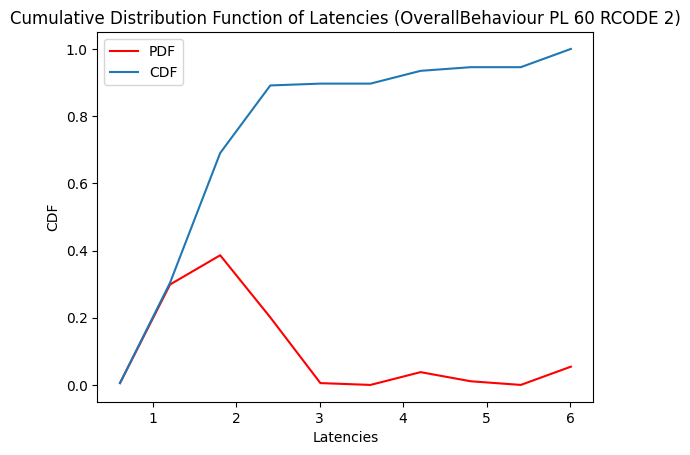 Cumulative Distribution Function of Latencies (OverallBehaviour PL 60 RCODE 2)
PDF
CDF
1.0
0.8
0.6
0.4
0.2
0.0
CDF
1 2 3 4 5 6
Latencies